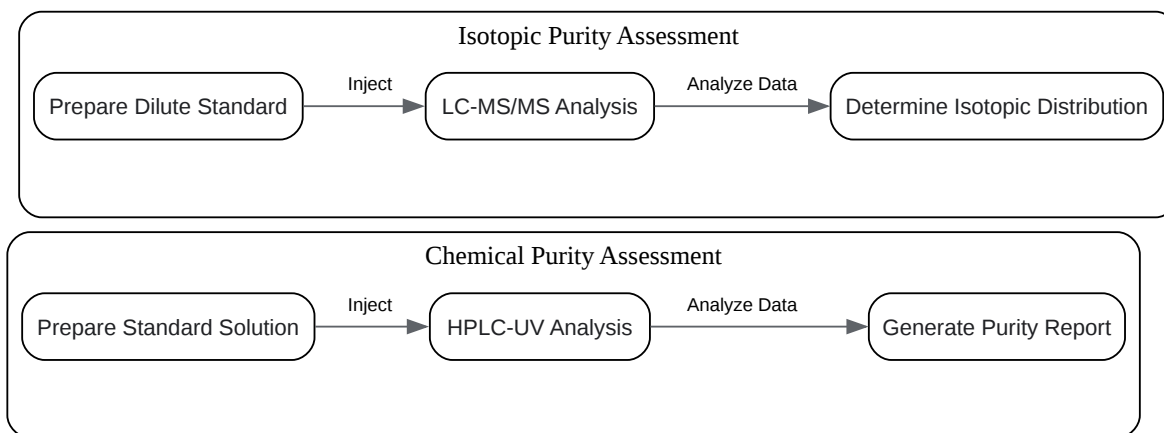 Isotopic Purity Assessment
Inject
Analyze Data
Prepare Dilute Standard
LC-MS/MS Analysis
Determine Isotopic Distribution
Chemical Purity Assessment
Inject
Analyze Data
Prepare Standard Solution
HPLC-UV Analysis
Generate Purity Report